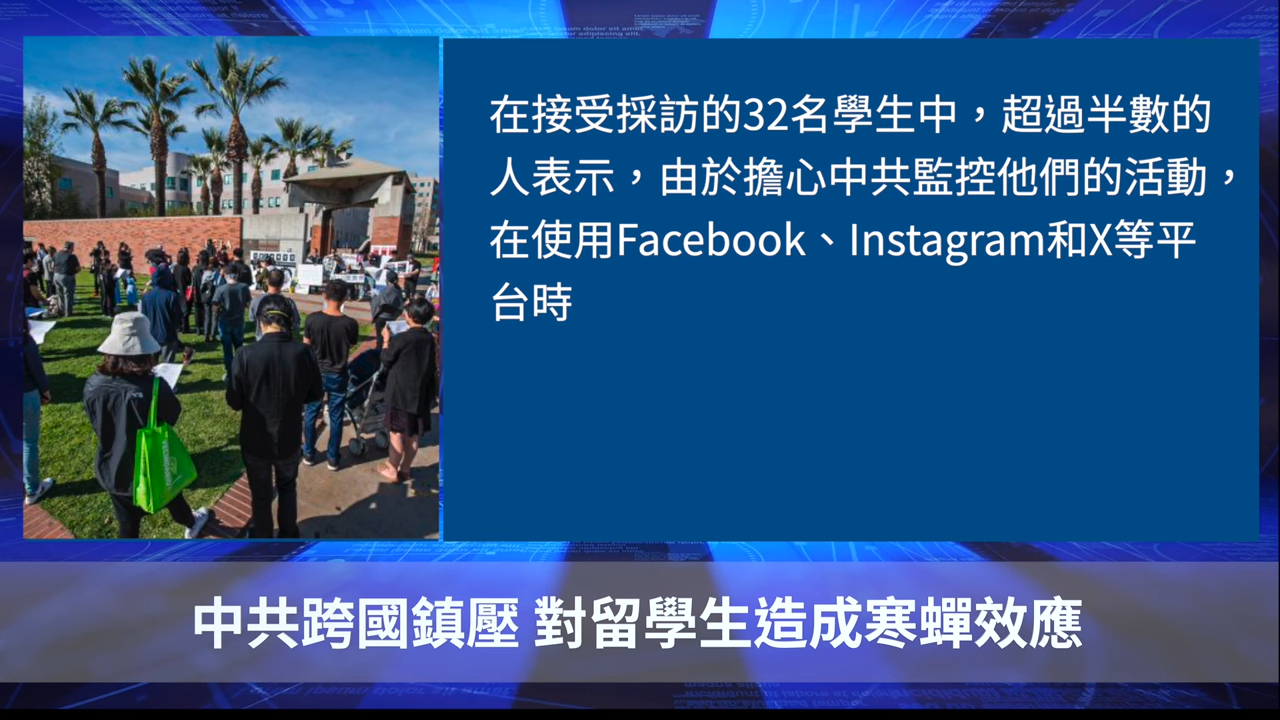 在接受採訪的32名學生中，超過半數的
人表示，由於擔心中共監控他們的活動，
在使用Facebook、Instagram和X等平
台時
中共跨國鎮壓 對留學生造成寒蟬效應